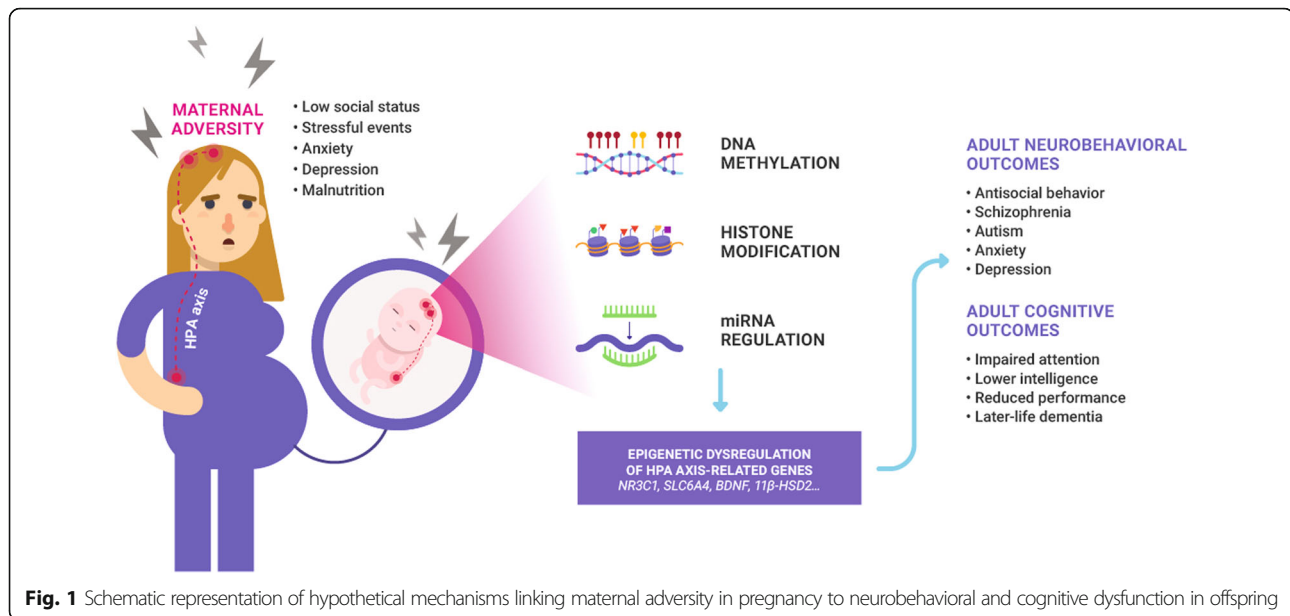 MATERNAL
ADVERSITY
• Low social status
• Stressful events
• Anxiety
• Depression
• Malnutrition
HPA axis
DNA
METHYLATION
HISTONE
MODIFICATION
miRNA
REGULATION
EPIGENETIC DYSREGULATION
OF HPA AXIS-RELATED GENES
NR3C1, SLC6A4, BDNF, 11β-HSD2...
ADULT NEUROBEHAVIORAL
OUTCOMES
• Antisocial behavior
• Schizophrenia
• Autism
• Anxiety
• Depression
ADULT COGNITIVE
OUTCOMES
• Impaired attention
• Lower intelligence
• Reduced performance
• Later-life dementia
Fig. 1 Schematic representation of hypothetical mechanisms linking maternal adversity in pregnancy to neurobehavioral and cognitive dysfunction in offspring